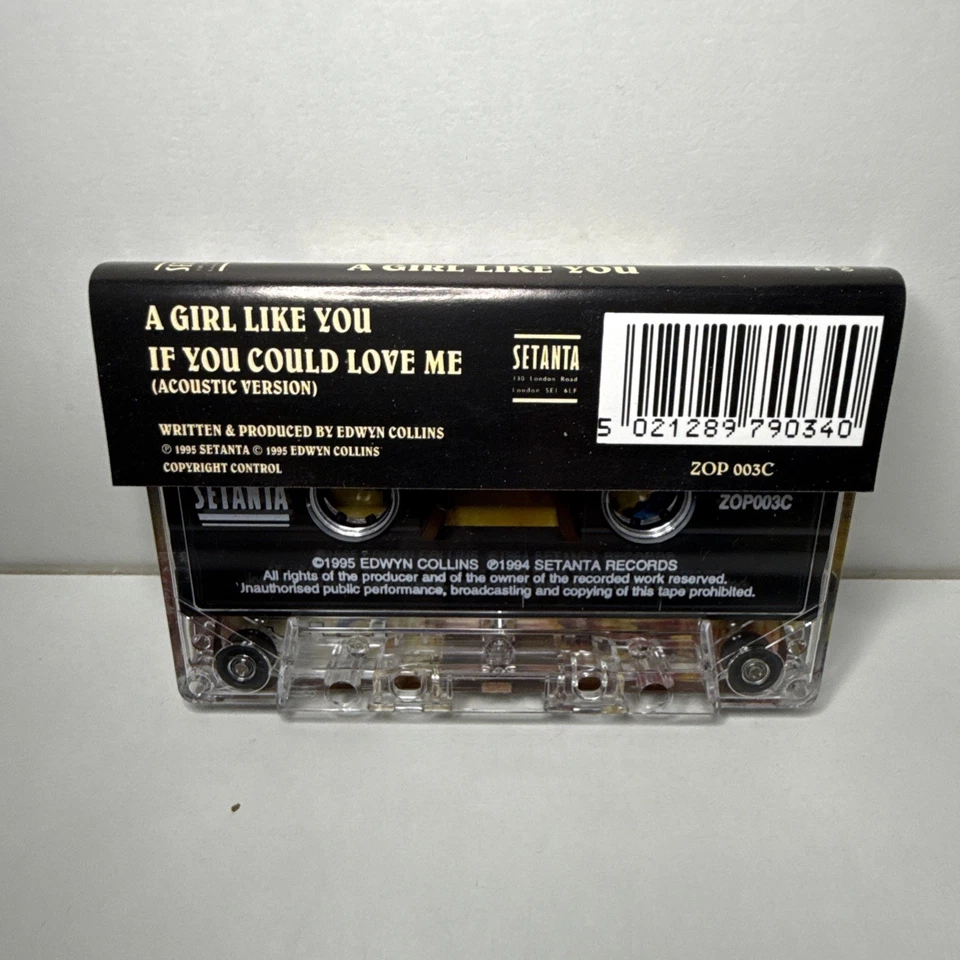 A GIRL LIKE YOU
A GIRL LIKE YOU
IF YOU COULD LOVE ME
(ACOUSTIC VERSION)
WRITTEN & PRODUCED BY EDWYN COLLINS
℗ 1995 SETANTA © 1995 EDWYN COLLINS
COPYRIGHT CONTROL
SETANTA
130 London Road
London SE1 6LF
5 021289 790340
ZOP 003C
SETANTA
ZOP003C
©1995 EDWYN COLLINS ℗1994 SETANTA RECORDS
All rights of the producer and of the owner of the recorded work reserved.
Unauthorised public performance, broadcasting and copying of this tape prohibited.